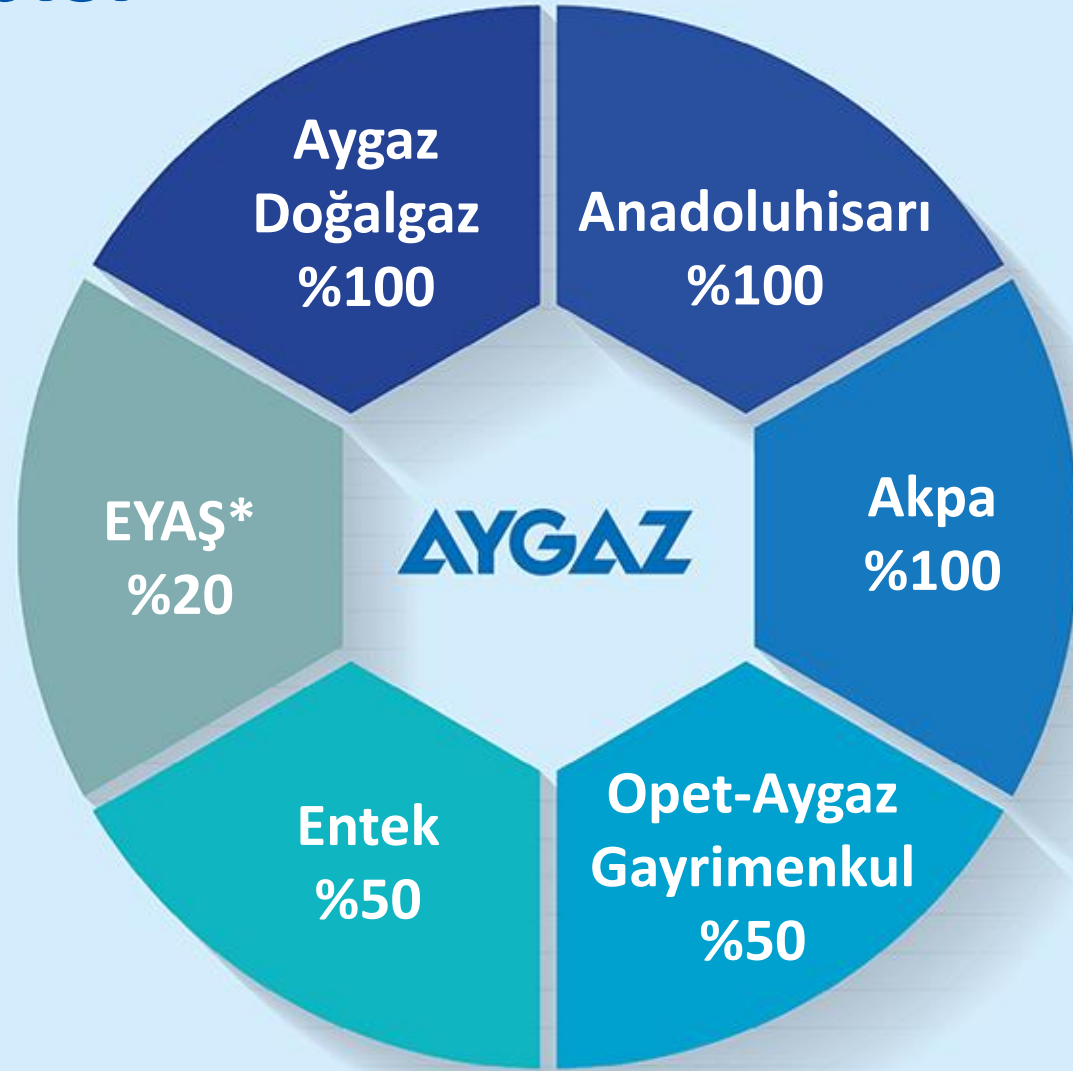 Aygaz
Doğalgaz
%100
Anadoluhisarı
%100
EYAŞ*
%20
AYGAZ
Akpa
%100
Entek
%50
Opet-Aygaz
Gayrimenkul
%50